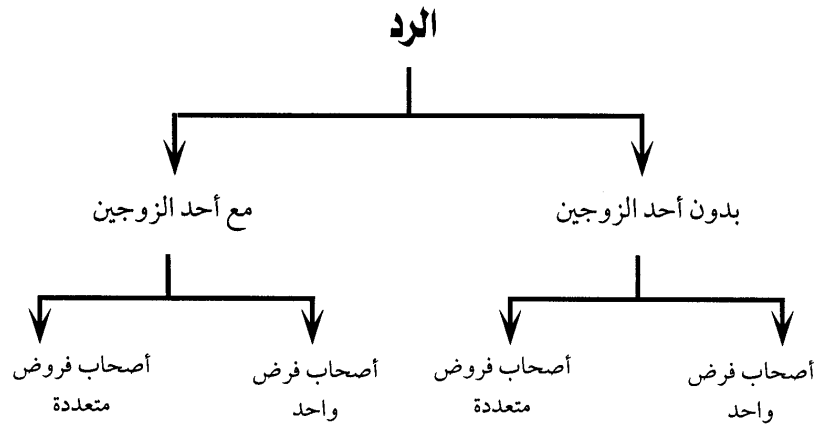 الرد
بدون أحد الزوجين
مع أحد الزوجين
أصحاب فرض
واحد
أصحاب فروض
متعددة
أصحاب فرض
واحد
أصحاب فروض
متعددة